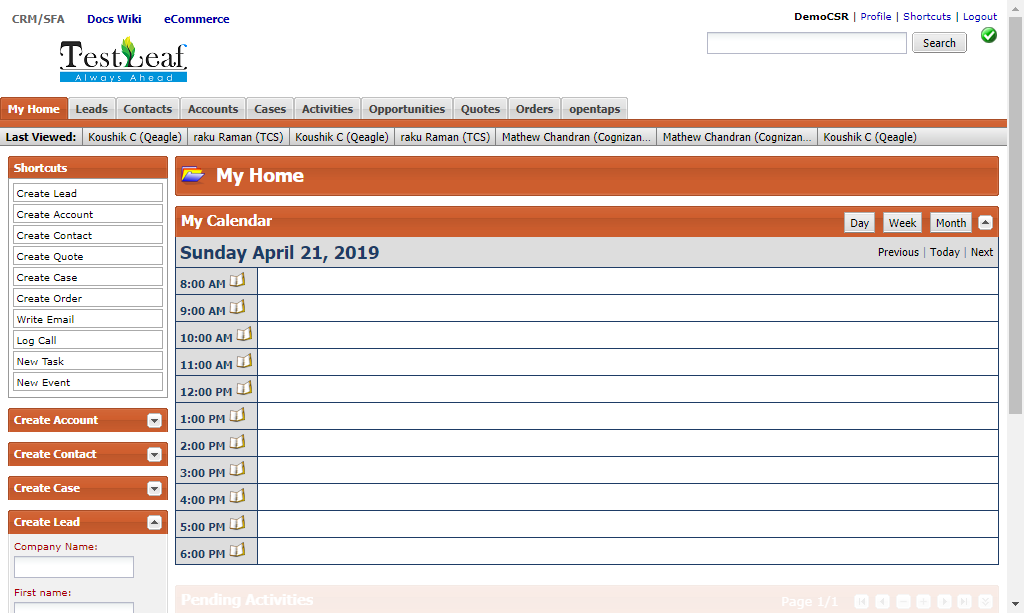 CRM/SFA Docs Wiki eCommerce
DemoCSR | Profile | Shortcuts | Logout
Search
TestLeaf
Always Ahead
My Home Leads Contacts Accounts Cases Activities Opportunities Quotes Orders opentaps
Last Viewed: Koushik C (Qeagle) raku Raman (TCS) Koushik C (Qeagle) raku Raman (TCS) Mathew Chandran (Cognizan... Mathew Chandran (Cognizan... Koushik C (Qeagle)
Shortcuts
Create Lead
Create Account
Create Contact
Create Quote
Create Case
Create Order
Write Email
Log Call
New Task
New Event
Create Account
Create Contact
Create Case
Create Lead
Company Name:
First name:
My Home
My Calendar
Day Week Month
Sunday April 21, 2019
Previous | Today | Next
8:00 AM
9:00 AM
10:00 AM
11:00 AM
12:00 PM
1:00 PM
2:00 PM
3:00 PM
4:00 PM
5:00 PM
6:00 PM
Pending Activities
Page 1/1